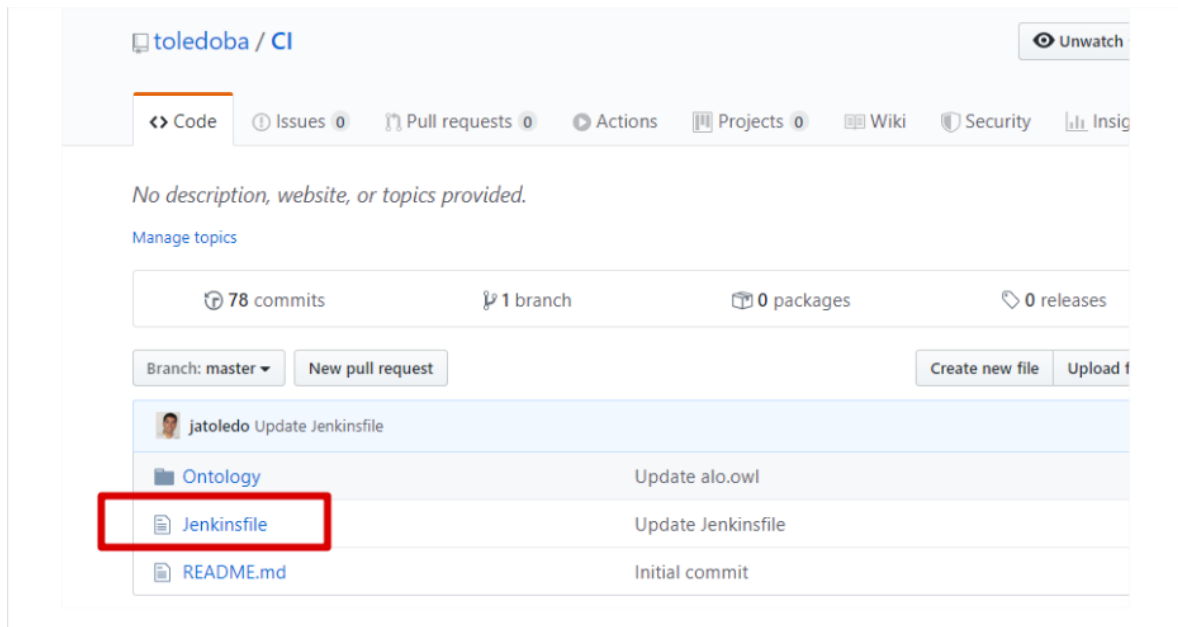 toledoba / CI
Unwatch
Code Issues 0 Pull requests 0 Actions Projects 0 Wiki Security Insig
No description, website, or topics provided.
Manage topics
78 commits 1 branch 0 packages 0 releases
Branch: master New pull request Create new file Upload f
jatoledo Update Jenkinsfile
Ontology Update alo.owl
Jenkinsfile Update Jenkinsfile
README.md Initial commit